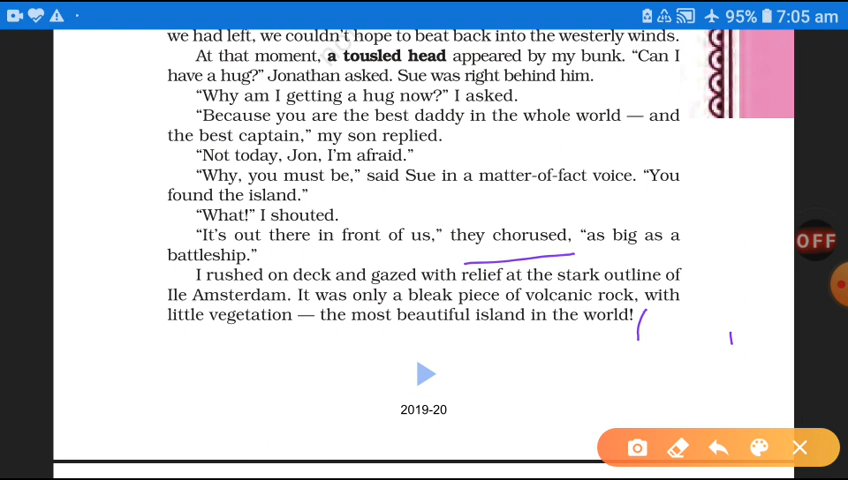 95% 7:05 am
we had left, we couldn't hope to beat back into the westerly winds.
At that moment, a tousled head appeared by my bunk. “Can I
have a hug?” Jonathan asked. Sue was right behind him.
“Why am I getting a hug now?” I asked.
“Because you are the best daddy in the whole world — and
the best captain,” my son replied.
“Not today, Jon, I'm afraid.”
“Why, you must be,” said Sue in a matter-of-fact voice. “You
found the island.”
“What!” I shouted.
“It's out there in front of us,” they chorused, “as big as a
battleship.”
I rushed on deck and gazed with relief at the stark outline of
Ile Amsterdam. It was only a bleak piece of volcanic rock, with
little vegetation — the most beautiful island in the world!
OFF
2019-20